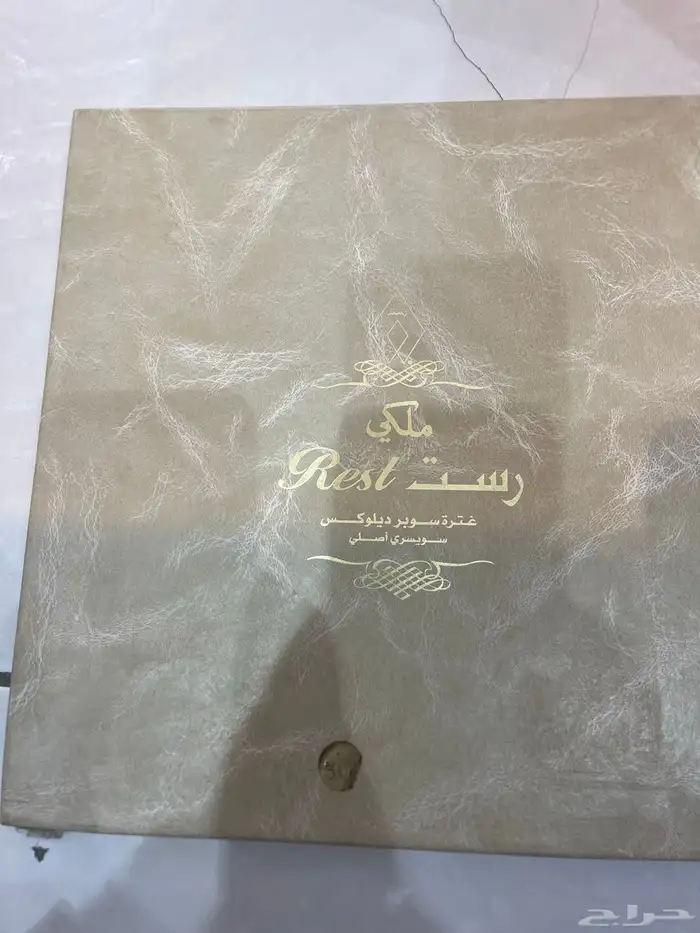 ملكي
رست Rest
غترة سوبر ديلوكس
سويسري أصلي
حراج